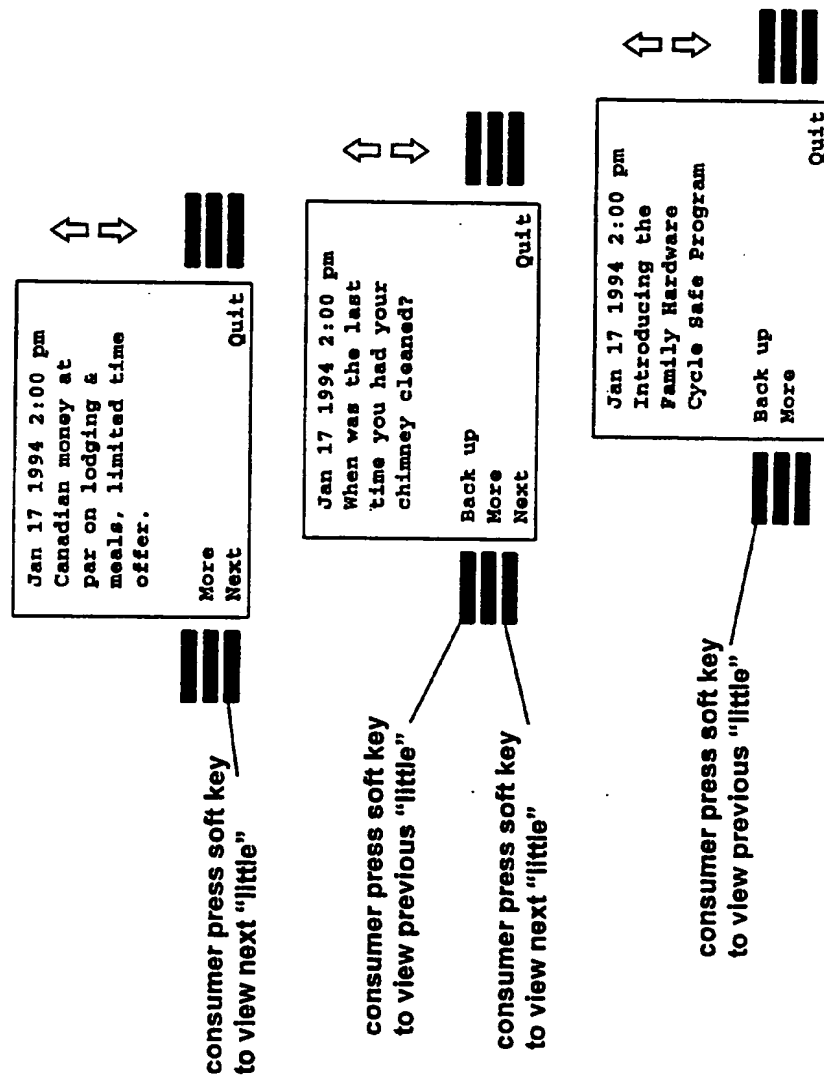 Jan 17 1994 2:00 pm
Canadian money at
par on lodging &
meals, limited time
offer.
More
Next
Quit
consumer press soft key
to view next "little"
Jan 17 1994 2:00 pm
When was the last
time you had your
chimney cleaned?
Back up
More
Next
Quit
consumer press soft key
to view previous "little"
consumer press soft key
to view next "little"
Jan 17 1994 2:00 pm
Introducing the
Family Hardware
Cycle Safe Program
Back up
More
Quit
consumer press soft key
to view previous "little"